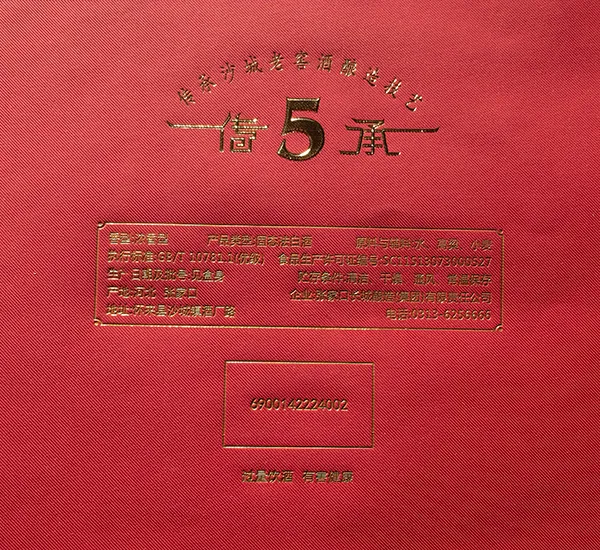 传承沙城老窖酒酿造技艺
传5承
香型:浓香型 产品类型:固态法白酒 原料与辅料:水、高粱、小麦
执行标准:GB/T 10781.1(优级) 食品生产许可证编号:SC11513073000527
生产日期及批号:见盒身 贮存条件:清洁、干燥、通风、常温保存
产地:河北 张家口 企业:张家口长城酿造(集团)有限责任公司
地址:怀来县沙城镇酒厂路 电话:0313-6256666
6900142224002
过量饮酒 有害健康